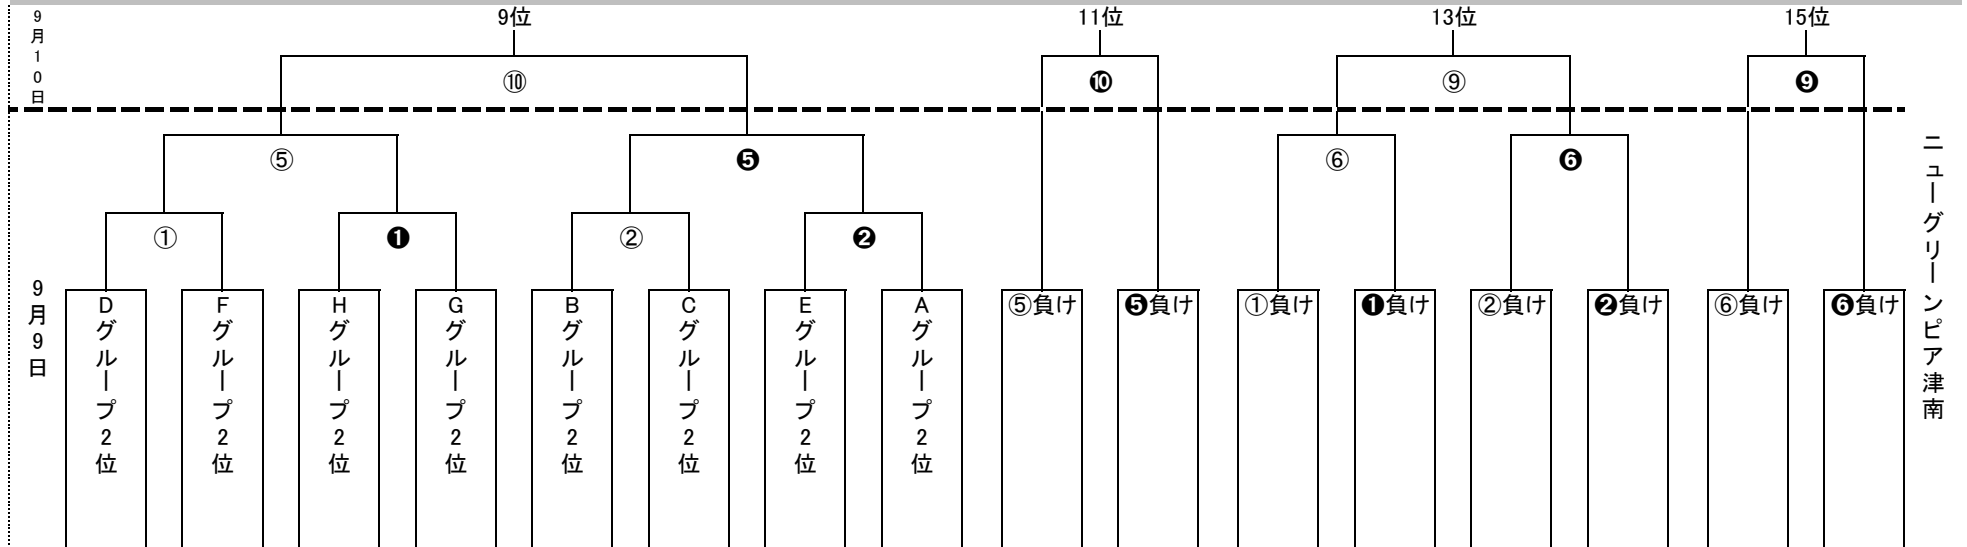 9月10日
9位
11位
13位
15位
⑩
❿
⑨
❾
⑤
❺
⑥
❻
①
❶
②
❷
9月9日
Dグループ2位
Fグループ2位
Hグループ2位
Gグループ2位
Bグループ2位
Cグループ2位
Eグループ2位
Aグループ2位
⑤負け
❺負け
①負け
❶負け
②負け
❷負け
⑥負け
❻負け
ニューグリーンピア津南